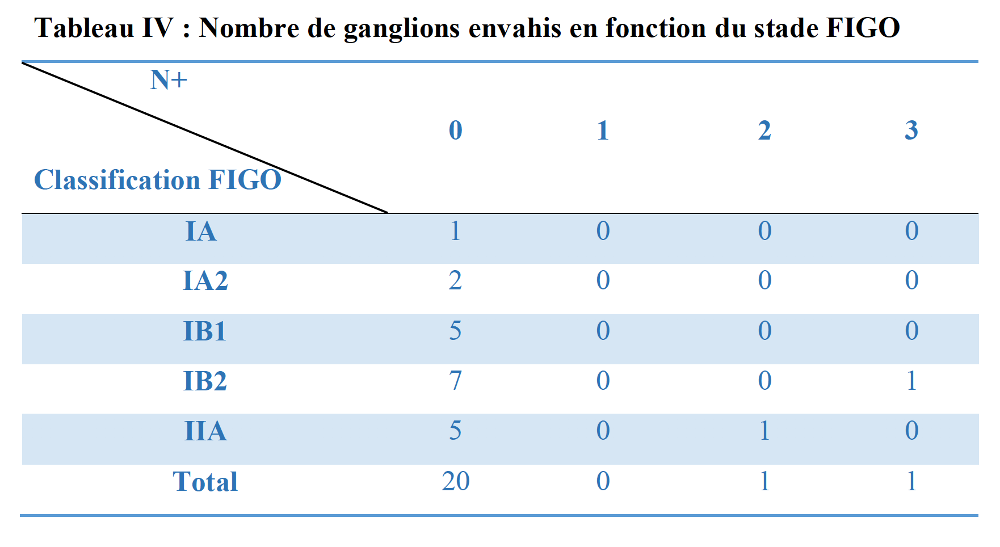 Tableau IV : Nombre de ganglions envahis en fonction du stade FIGO
N+
0 1 2 3
Classification FIGO
IA 1 0 0 0
IA2 2 0 0 0
IB1 5 0 0 0
IB2 7 0 0 1
IIA 5 0 1 0
Total 20 0 1 1